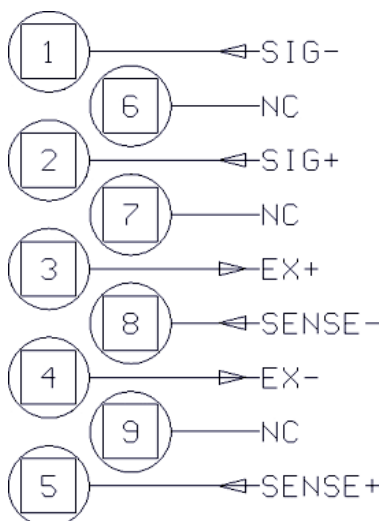 1 SIG-
6 NC
2 SIG+
7 NC
3 EX+
8 SENSE-
4 EX-
9 NC
5 SENSE+